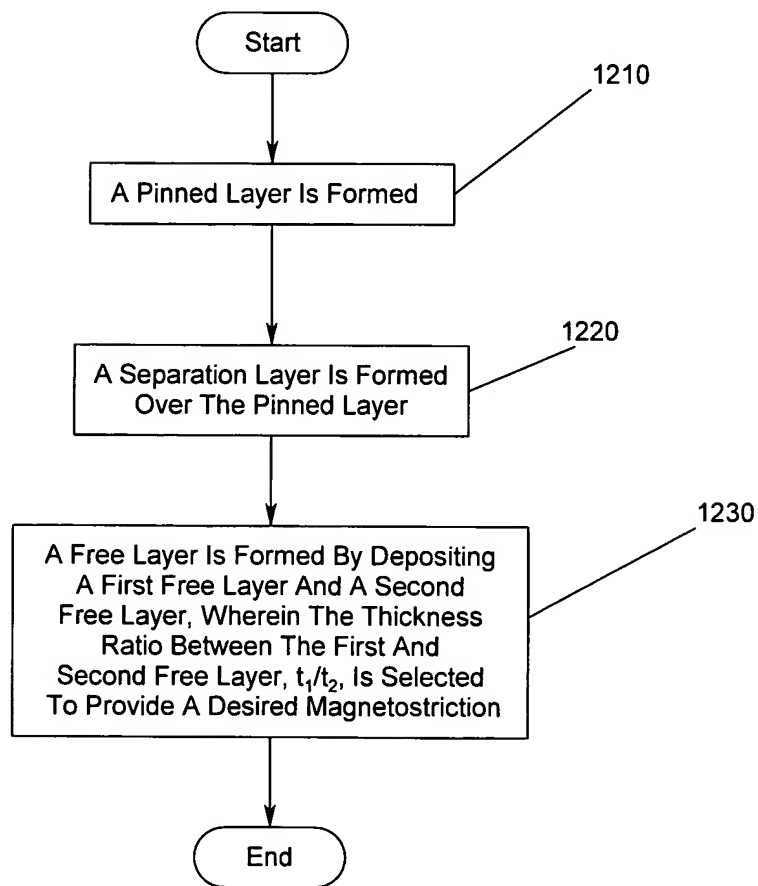 Start
1210
A Pinned Layer Is Formed
1220
A Separation Layer Is Formed
Over The Pinned Layer
1230
A Free Layer Is Formed By Depositing
A First Free Layer And A Second
Free Layer, Wherein The Thickness
Ratio Between The First And
Second Free Layer, t₁/t₂, Is Selected
To Provide A Desired Magnetostriction
End